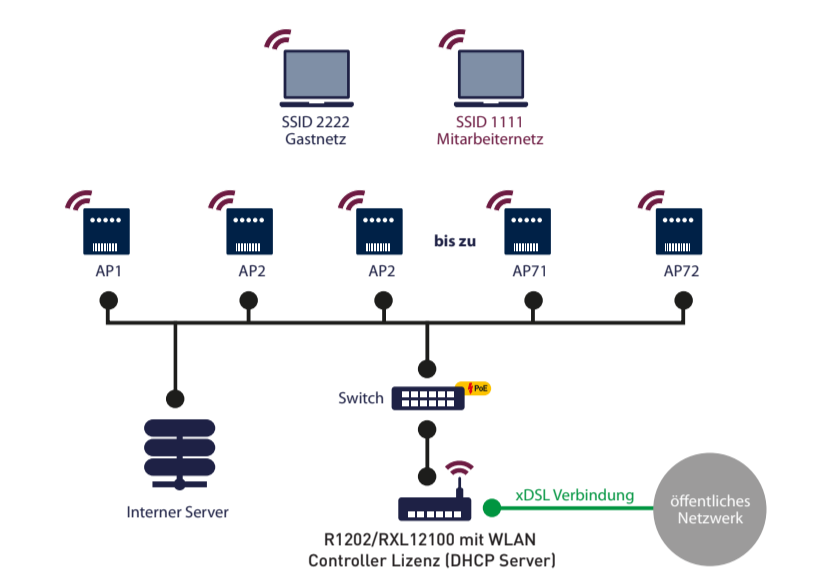 SSID 2222
Gastnetz
SSID 1111
Mitarbeiternetz
bis zu
AP1
AP2
AP2
AP71
AP72
Switch
PoE
Interner Server
xDSL Verbindung
öffentliches
Netzwerk
R1202/RXL12100 mit WLAN
Controller Lizenz (DHCP Server)